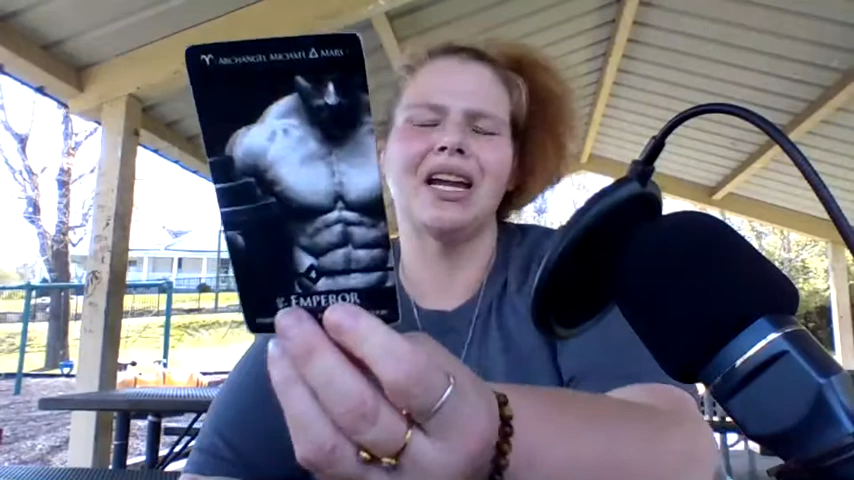 ♈ ARCHANGEL MICHAEL △ MARS
EMPEROR